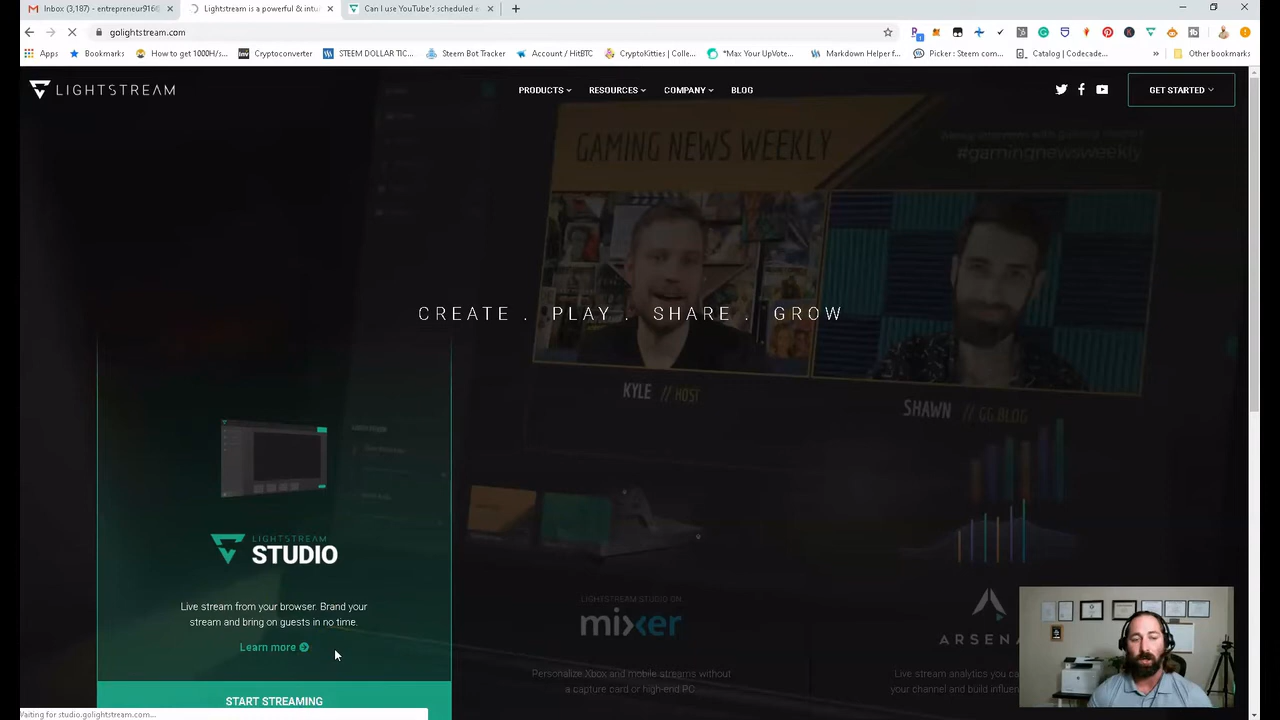 Inbox (3,187) - entrepreneur916
Lightstream is a powerful & intu
Can I use YouTube's scheduled e
golightstream.com
Apps
Bookmarks
How to get 1000H/s...
Cryptoconverter
STEEM DOLLAR TIC...
Steem Bot Tracker
Account / HitBTC
CryptoKitties | Colle...
*Max Your UpVote...
Markdown Helper f...
Picker : Steem com...
Catalog | Codecade...
Other bookmarks
LIGHTSTREAM
PRODUCTS
RESOURCES
COMPANY
BLOG
GET STARTED
GAMING NEWS WEEKLY
#gamingnewsweekly
CREATE . PLAY . SHARE . GROW
KYLE // HOST
SHAWN // GG BLOG
LIGHTSTREAM
STUDIO
Live stream from your browser. Brand your
stream and bring on guests in no time.
Learn more
START STREAMING
LIGHTSTREAM STUDIO ON
mixer
Personalize Xbox and mobile streams without
a capture card or high-end PC.
ARSENA
Live stream analytics you ca
your channel and build influen
Waiting for studio.golightstream.com...